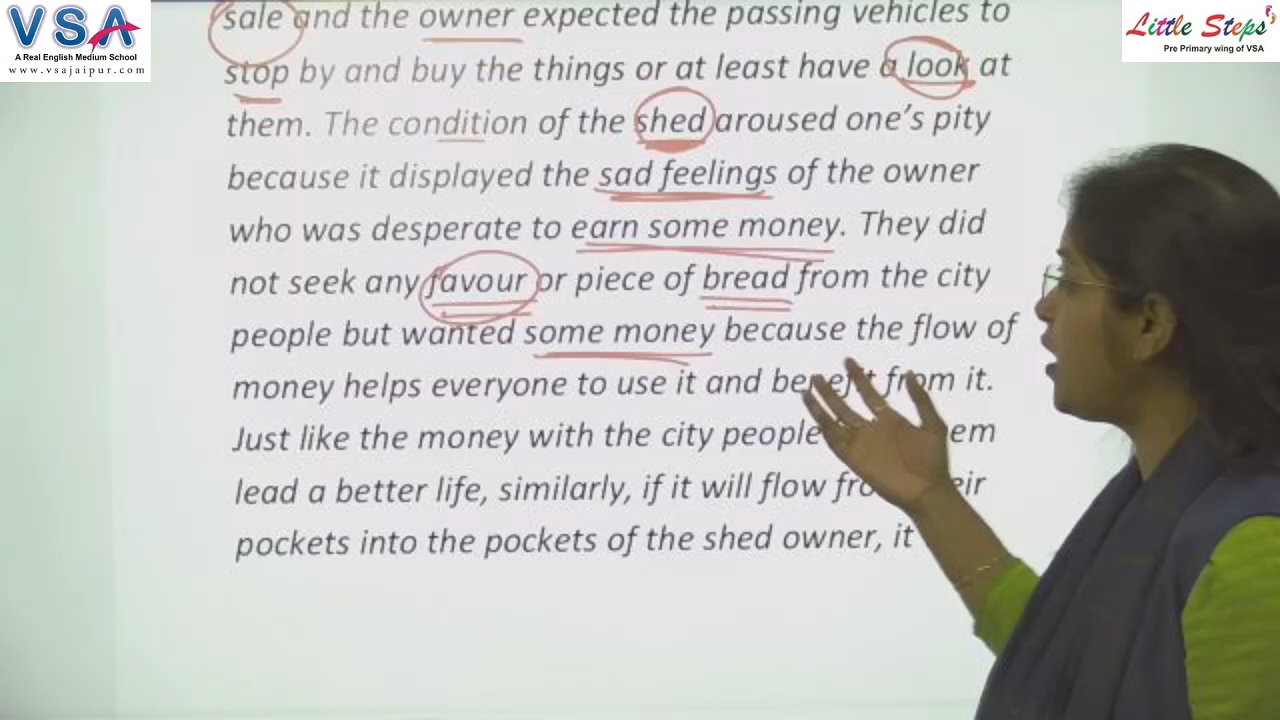 VSA
A Real English Medium School
www.vsajaipur.com
Little Steps
Pre Primary wing of VSA
sale and the owner expected the passing vehicles to
stop by and buy the things or at least have a look at
them. The condition of the shed aroused one's pity
because it displayed the sad feelings of the owner
who was desperate to earn some money. They did
not seek any favour or piece of bread from the city
people but wanted some money because the flow of
money helps everyone to use it and benefit from it.
Just like the money with the city people
lead a better life, similarly, if it will flow
pockets into the pockets of the shed owner, it